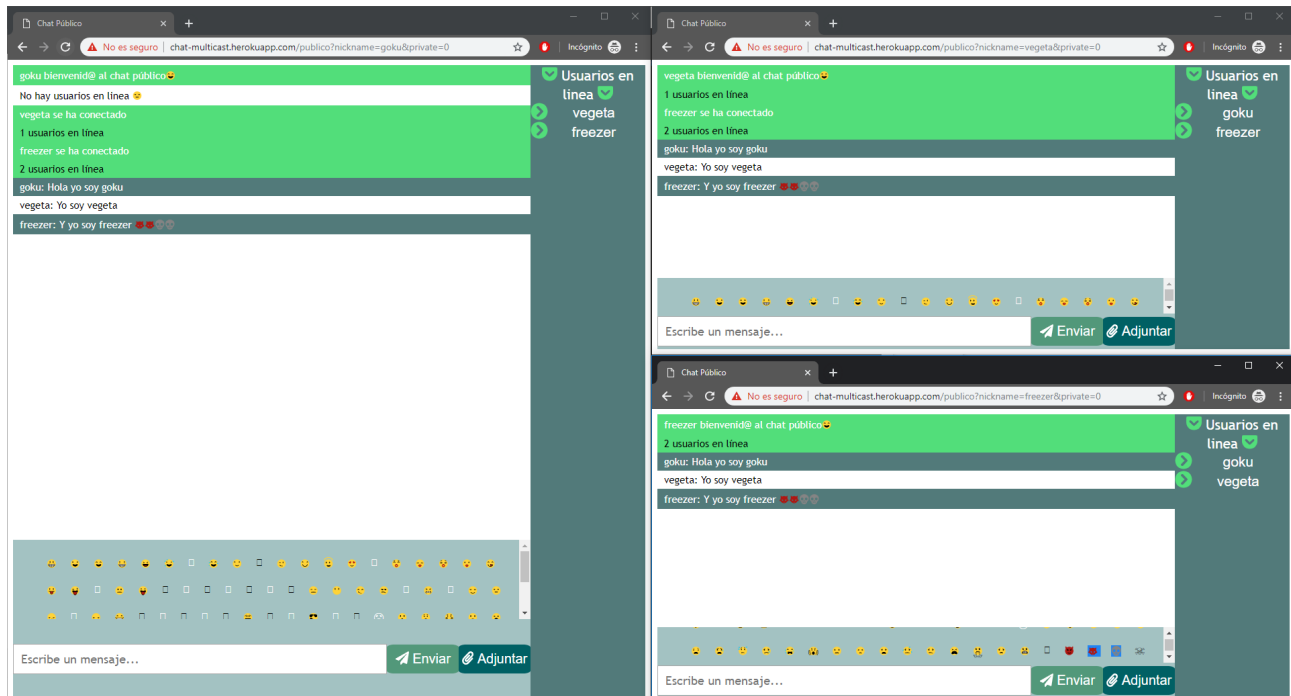 Chat Público
No es seguro | chat-multicast.herokuapp.com/publico?nickname=goku&private=0
Incógnito
goku bienvenid@ al chat público😄
No hay usuarios en línea 😟
vegeta se ha conectado
1 usuarios en línea
freezer se ha conectado
2 usuarios en línea
goku: Hola yo soy goku
vegeta: Yo soy vegeta
freezer: Y yo soy freezer 👹👹💀💀
Usuarios en
linea
vegeta
freezer
Escribe un mensaje...
Enviar
Adjuntar
Chat Público
No es seguro | chat-multicast.herokuapp.com/publico?nickname=vegeta&private=0
Incógnito
vegeta bienvenid@ al chat público😄
1 usuarios en línea
freezer se ha conectado
2 usuarios en línea
goku: Hola yo soy goku
vegeta: Yo soy vegeta
freezer: Y yo soy freezer 👹👹💀💀
Usuarios en
linea
goku
freezer
Escribe un mensaje...
Enviar
Adjuntar
Chat Público
No es seguro | chat-multicast.herokuapp.com/publico?nickname=freezer&private=0
Incógnito
freezer bienvenid@ al chat público😄
2 usuarios en línea
goku: Hola yo soy goku
vegeta: Yo soy vegeta
freezer: Y yo soy freezer 👹👹💀💀
Usuarios en
linea
goku
vegeta
Escribe un mensaje...
Enviar
Adjuntar